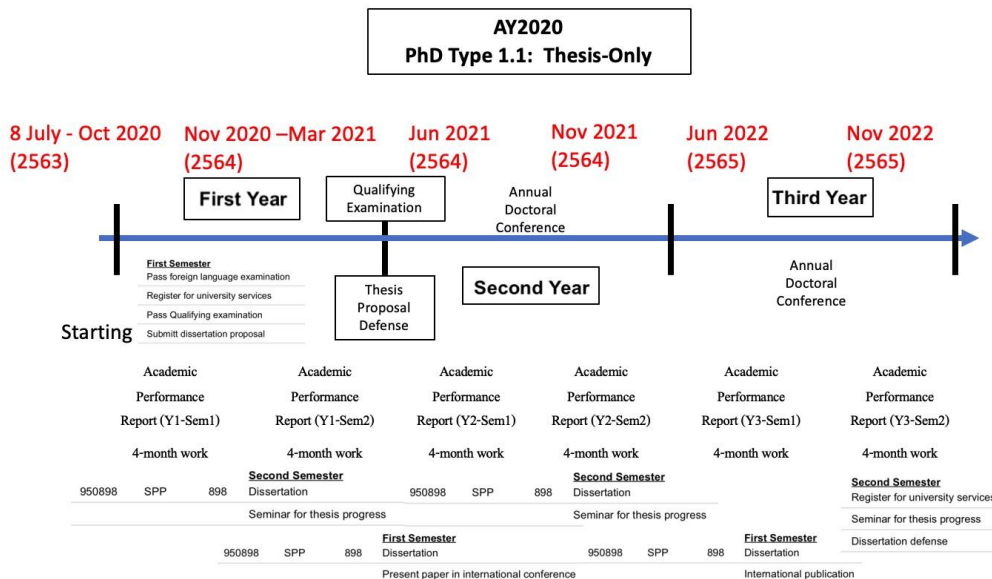 AY2020
PhD Type 1.1: Thesis-Only
8 July - Oct 2020
(2563)
Nov 2020 –Mar 2021
(2564)
Jun 2021
(2564)
Nov 2021
(2564)
Jun 2022
(2565)
Nov 2022
(2565)
First Year
Qualifying
Examination
Annual
Doctoral
Conference
Third Year
First Semester
Pass foreign language examination
Register for university services
Pass Qualifying examination
Submitt dissertation proposal
Starting
Thesis
Proposal
Defense
Second Year
Annual
Doctoral
Conference
Academic
Performance
Report (Y1-Sem1)
4-month work
Academic
Performance
Report (Y1-Sem2)
4-month work
Academic
Performance
Report (Y2-Sem1)
4-month work
Academic
Performance
Report (Y2-Sem2)
4-month work
Academic
Performance
Report (Y3-Sem1)
4-month work
Academic
Performance
Report (Y3-Sem2)
4-month work
Second Semester
950898 SPP 898 Dissertation
Seminar for thesis progress
Second Semester
950898 SPP 898 Dissertation
Seminar for thesis progress
Second Semester
Register for university services
Seminar for thesis progress
Dissertation defense
First Semester
950898 SPP 898 Dissertation
Present paper in international conference
First Semester
950898 SPP 898 Dissertation
International publication